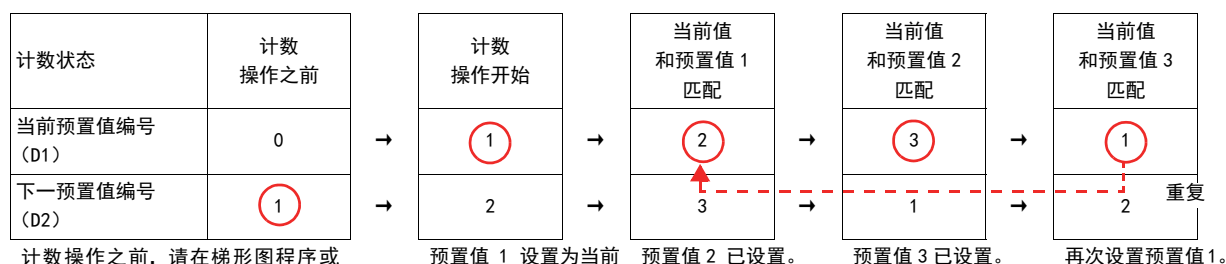 计数状态
计数
操作之前
计数
操作开始
当前值
和预置值 1
匹配
当前值
和预置值 2
匹配
当前值
和预置值 3
匹配
当前预置值编号
（D1）
0
→
1
→
2
→
3
→
1
下一预置值编号
（D2）
1
→
2
→
3
→
1
→
2
重复
计数操作之前，请在梯形图程序或
预置值 1 设置为当前
预置值 2 已设置。
预置值 3 已设置。
再次设置预置值1。